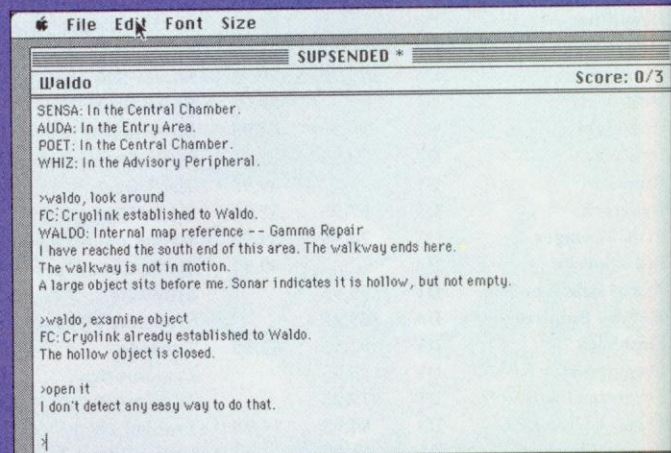 File Edit Font Size
SUPSENDED *
Waldo Score: 0/3
SENSA: In the Central Chamber.
AUDA: In the Entry Area.
POET: In the Central Chamber.
WHIZ: In the Advisory Peripheral.
>waldo, look around
FC: Cryolink established to Waldo.
WALDO: Internal map reference -- Gamma Repair
I have reached the south end of this area. The walkway ends here.
The walkway is not in motion.
A large object sits before me. Sonar indicates it is hollow, but not empty.
>waldo, examine object
FC: Cryolink already established to Waldo.
The hollow object is closed.
>open it
I don't detect any easy way to do that.
>